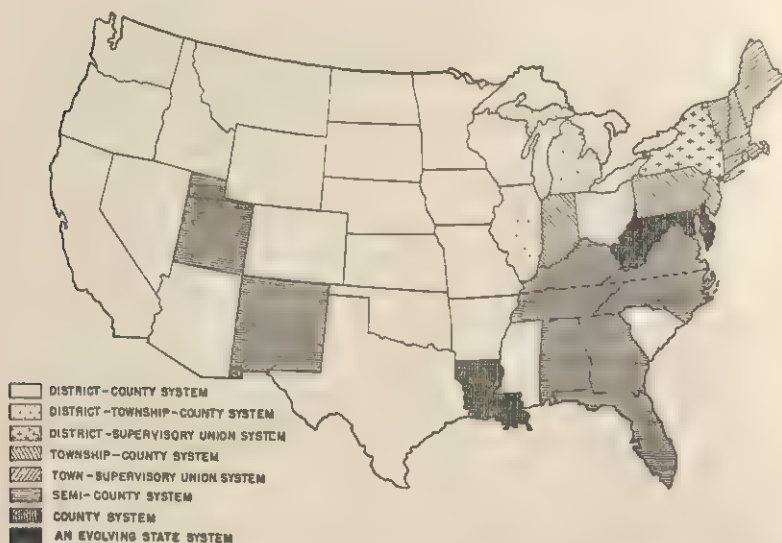 DISTRICT-COUNTY SYSTEM
DISTRICT-TOWNSHIP-COUNTY SYSTEM
DISTRICT-SUPERVISORY UNION SYSTEM
TOWNSHIP-COUNTY SYSTEM
TOWN-SUPERVISORY UNION SYSTEM
SEMI-COUNTY SYSTEM
COUNTY SYSTEM
AN EVOLVING STATE SYSTEM